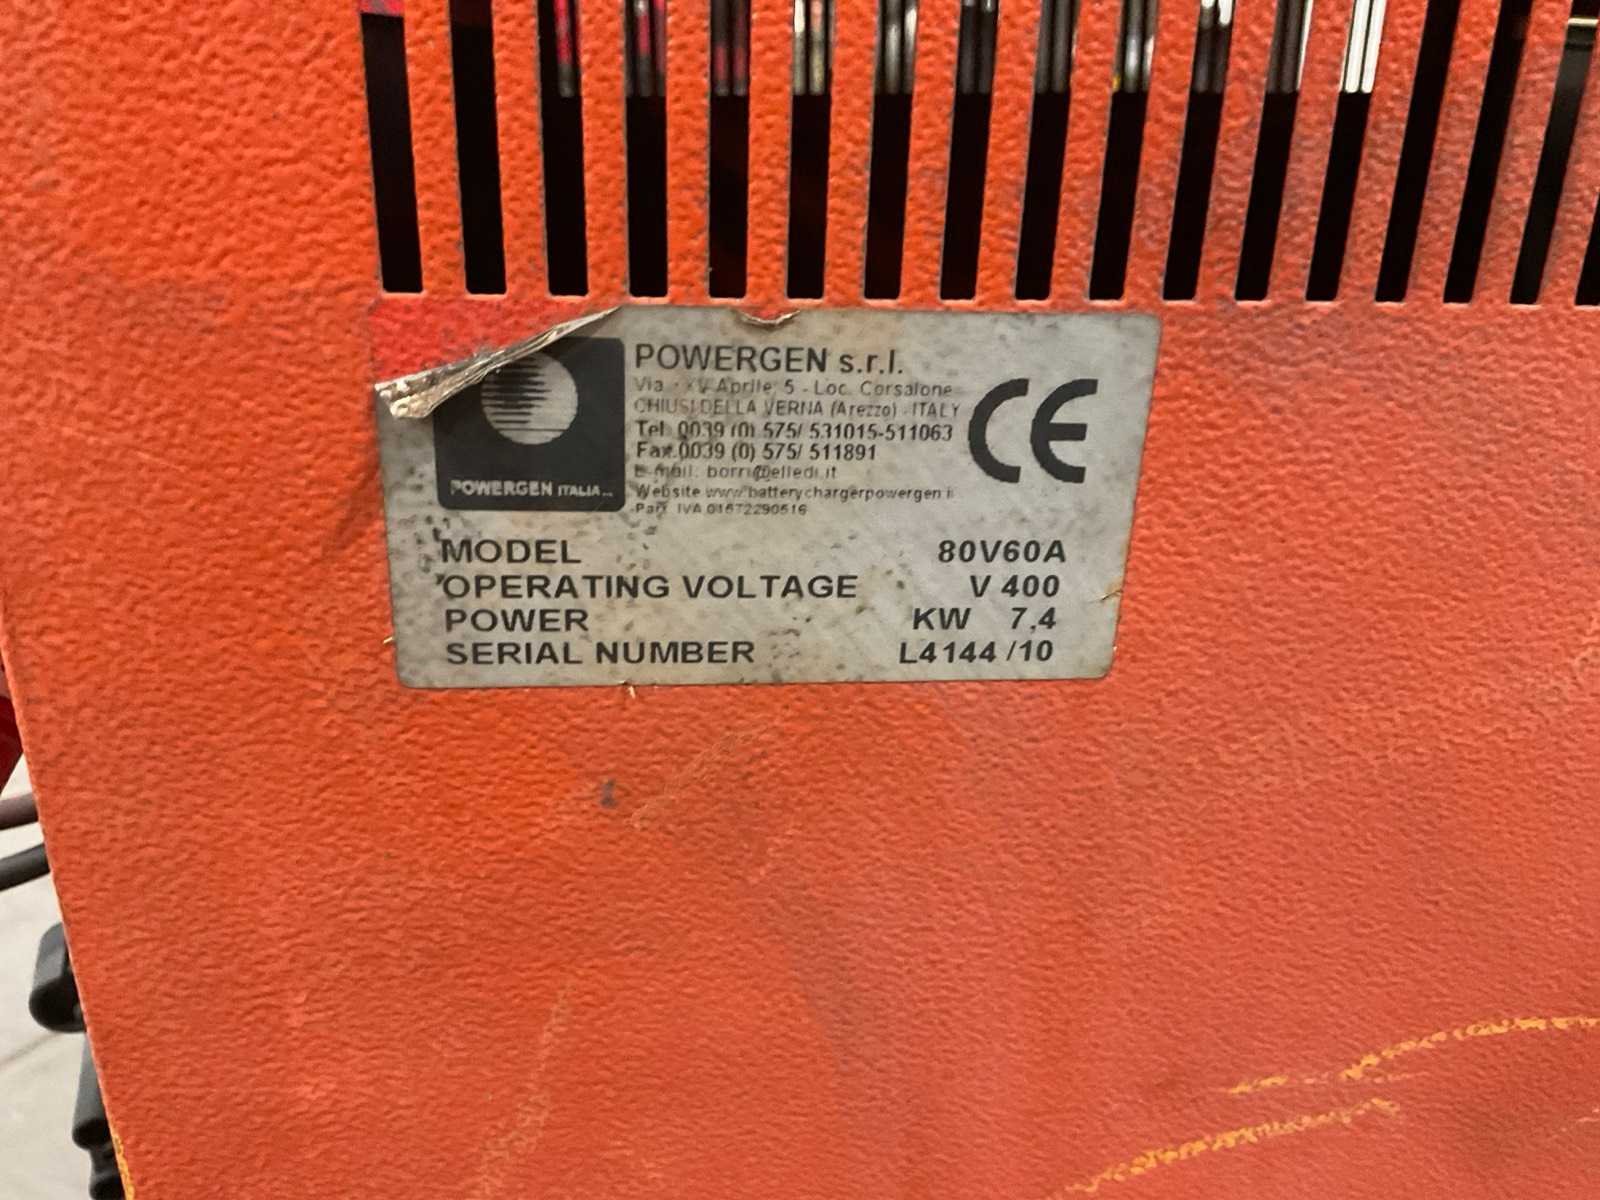 POWERGEN s.r.l.
Via XV Aprile 5 - Loc. Corsalone
CHIUSI DELLA VERNA (Arezzo) - ITALY
Tel. 0039 (0) 575/ 531015-511063
Fax.0039 (0) 575/ 511891
E-mail: borri@elledi.it
Website www.batterychargerpowergen.i
Part. IVA 01672290516
CE
POWERGEN ITALIA
MODEL 80V60A
OPERATING VOLTAGE V 400
POWER KW 7,4
SERIAL NUMBER L4144 /10